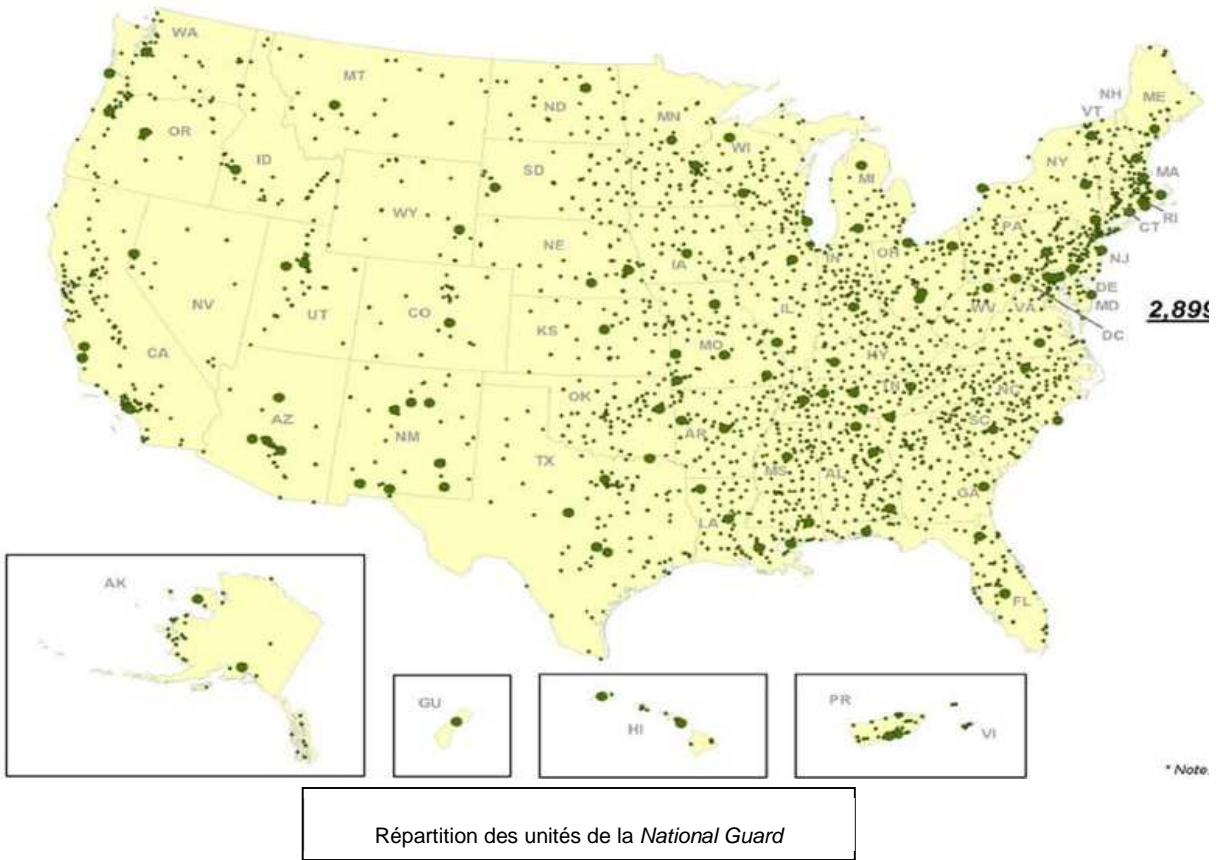 WA
MT
ND
MN
NH
ME
VT
OR
ID
SD
WI
NY
MA
MI
WY
RI
CT
PA
NE
IA
IN
OH
NJ
NV
UT
CO
IL
WV
VA
DE
MD
2,899
DC
KS
MO
KY
CA
OK
TN
NC
AZ
NM
AR
SC
TX
MS
AL
GA
LA
FL
AK
GU
HI
PR
VI
* Note:
Répartition des unités de la National Guard